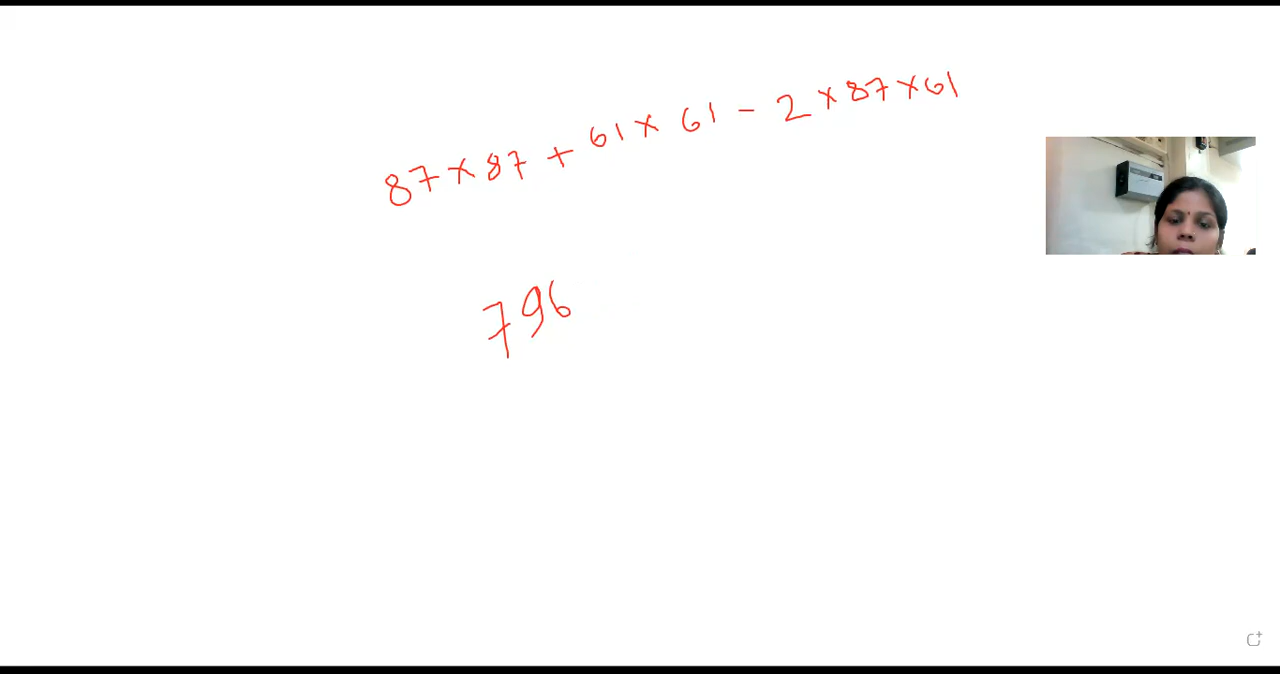 87 × 87 + 61 × 61 - 2 × 87 × 61
796